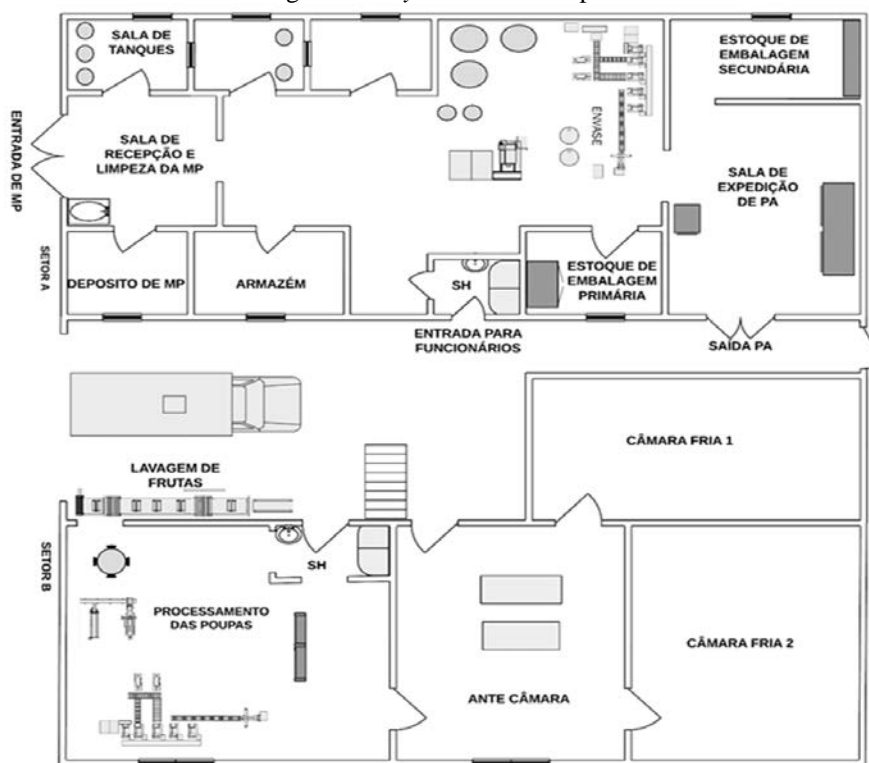 SALA DE
TANQUES
ESTOQUE DE
EMBALAGEM
SECUNDÁRIA
ENTRADA DE MP
SALA DE
RECEPÇÃO E
LIMPEZA DA MP
ENVASE
SALA DE
EXPEDIÇÃO
DE PA
SETOR A
DEPOSITO DE MP
ARMAZÉM
SH
ESTOQUE DE
EMBALAGEM
PRIMÁRIA
ENTRADA PARA
FUNCIONÁRIOS
SAÍDA PA
CÂMARA FRIA 1
LAVAGEM DE
FRUTAS
SETOR B
SH
PROCESSAMENTO
DAS POUPAS
ANTE CÂMARA
CÂMARA FRIA 2